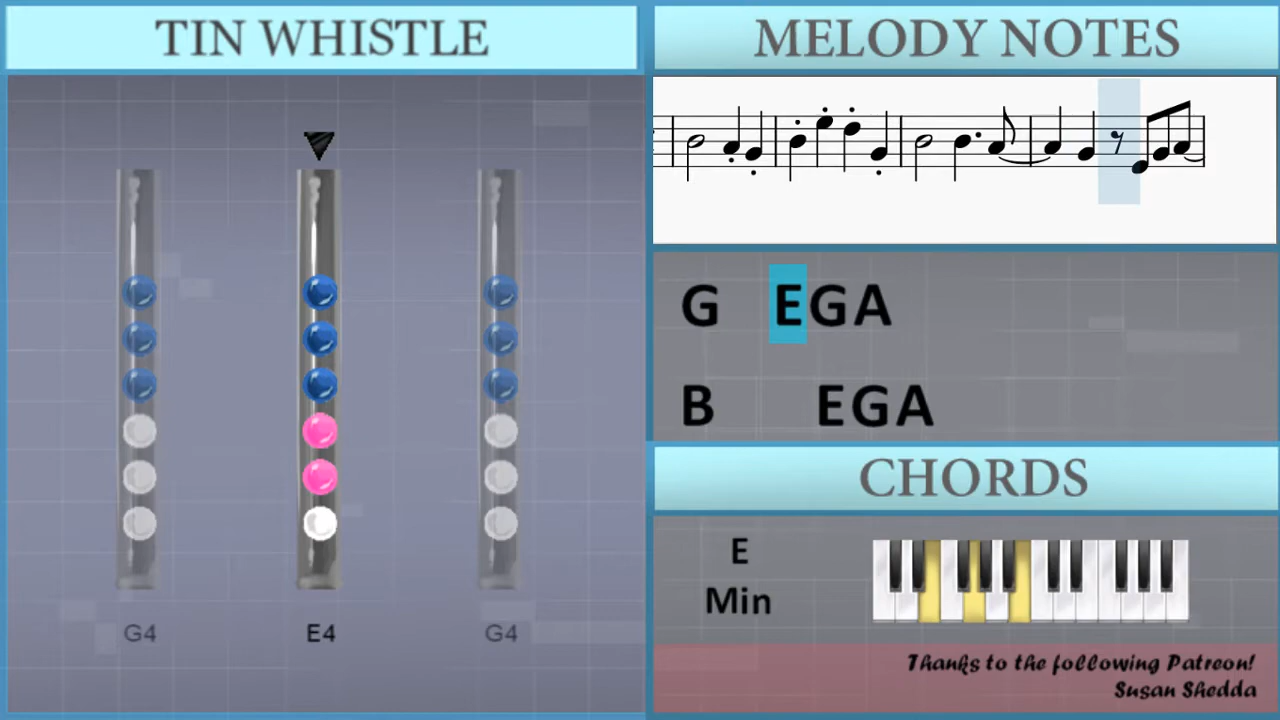 TIN WHISTLE
G4 E4 G4
MELODY NOTES
G EGA
B EGA
CHORDS
E
Min
Thanks to the following Patreon!
Susan Shedda